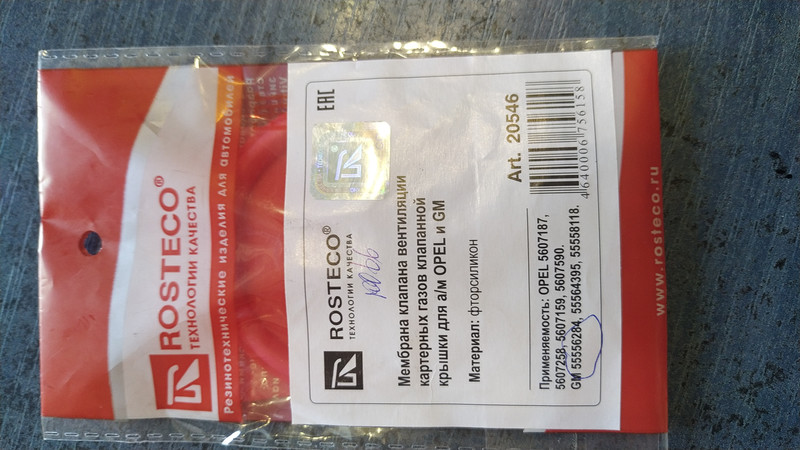 ROSTECO®
ТЕХНОЛОГИИ КАЧЕСТВА
Резинотехнические изделия для автомобилей
EAC
ROSTECO®
ТЕХНОЛОГИИ КАЧЕСТВА
Мембрана клапана вентиляции
картерных газов клапанной
крышки для а/м OPEL и GM
Материал: фторсиликон
Art. 20546
4640006756158
Применяемость: OPEL 5607187,
5607258, 5607159, 5607590.
GM 55556284, 55564395, 55558118.
www.rosteco.ru